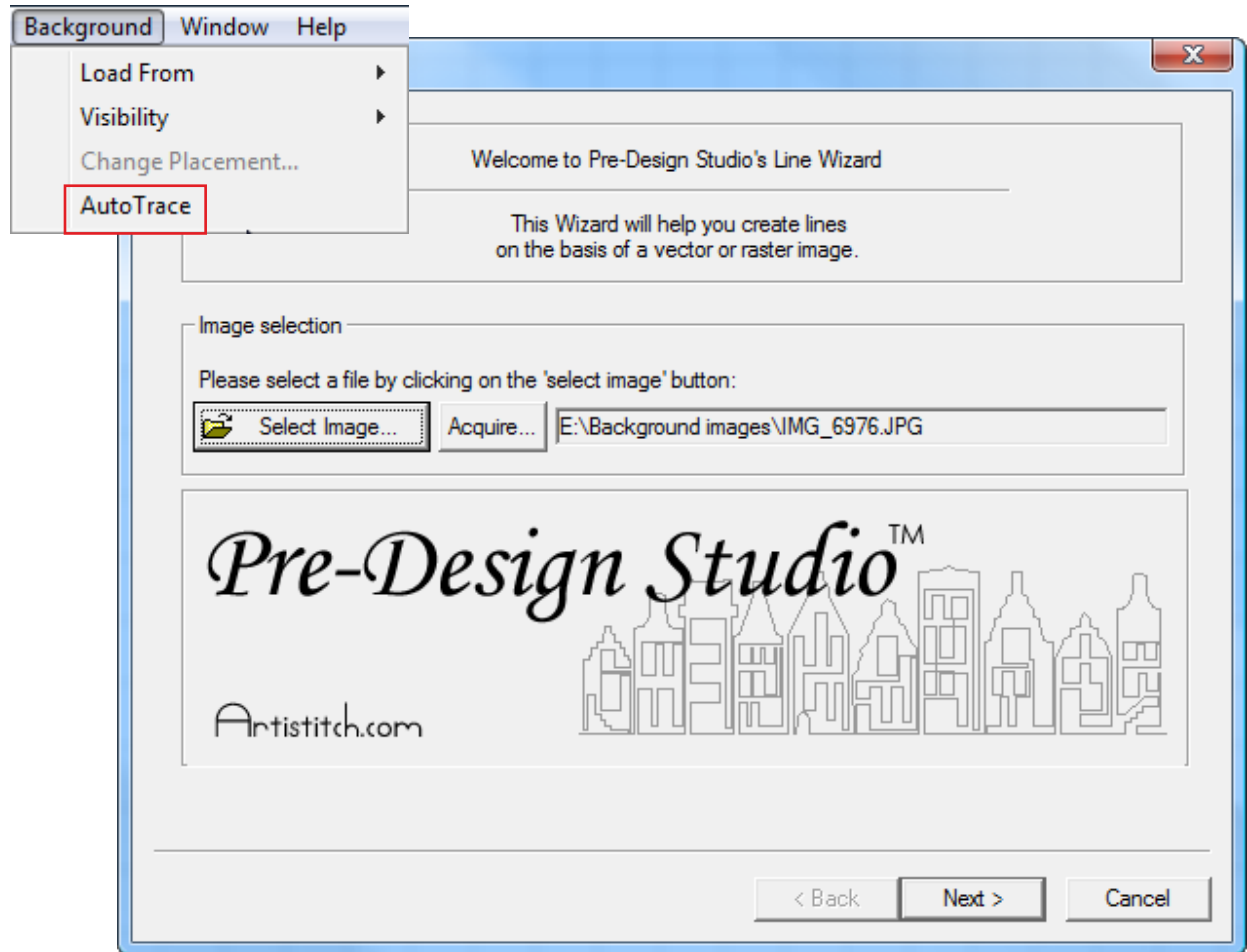 Background Window Help
Load From
Visibility
Change Placement...
AutoTrace
Welcome to Pre-Design Studio's Line Wizard
This Wizard will help you create lines
on the basis of a vector or raster image.
Image selection
Please select a file by clicking on the 'select image' button:
Select Image... Acquire... E:\Background images\IMG_6976.JPG
Pre-Design Studio™
Artistitch.com
< Back Next > Cancel